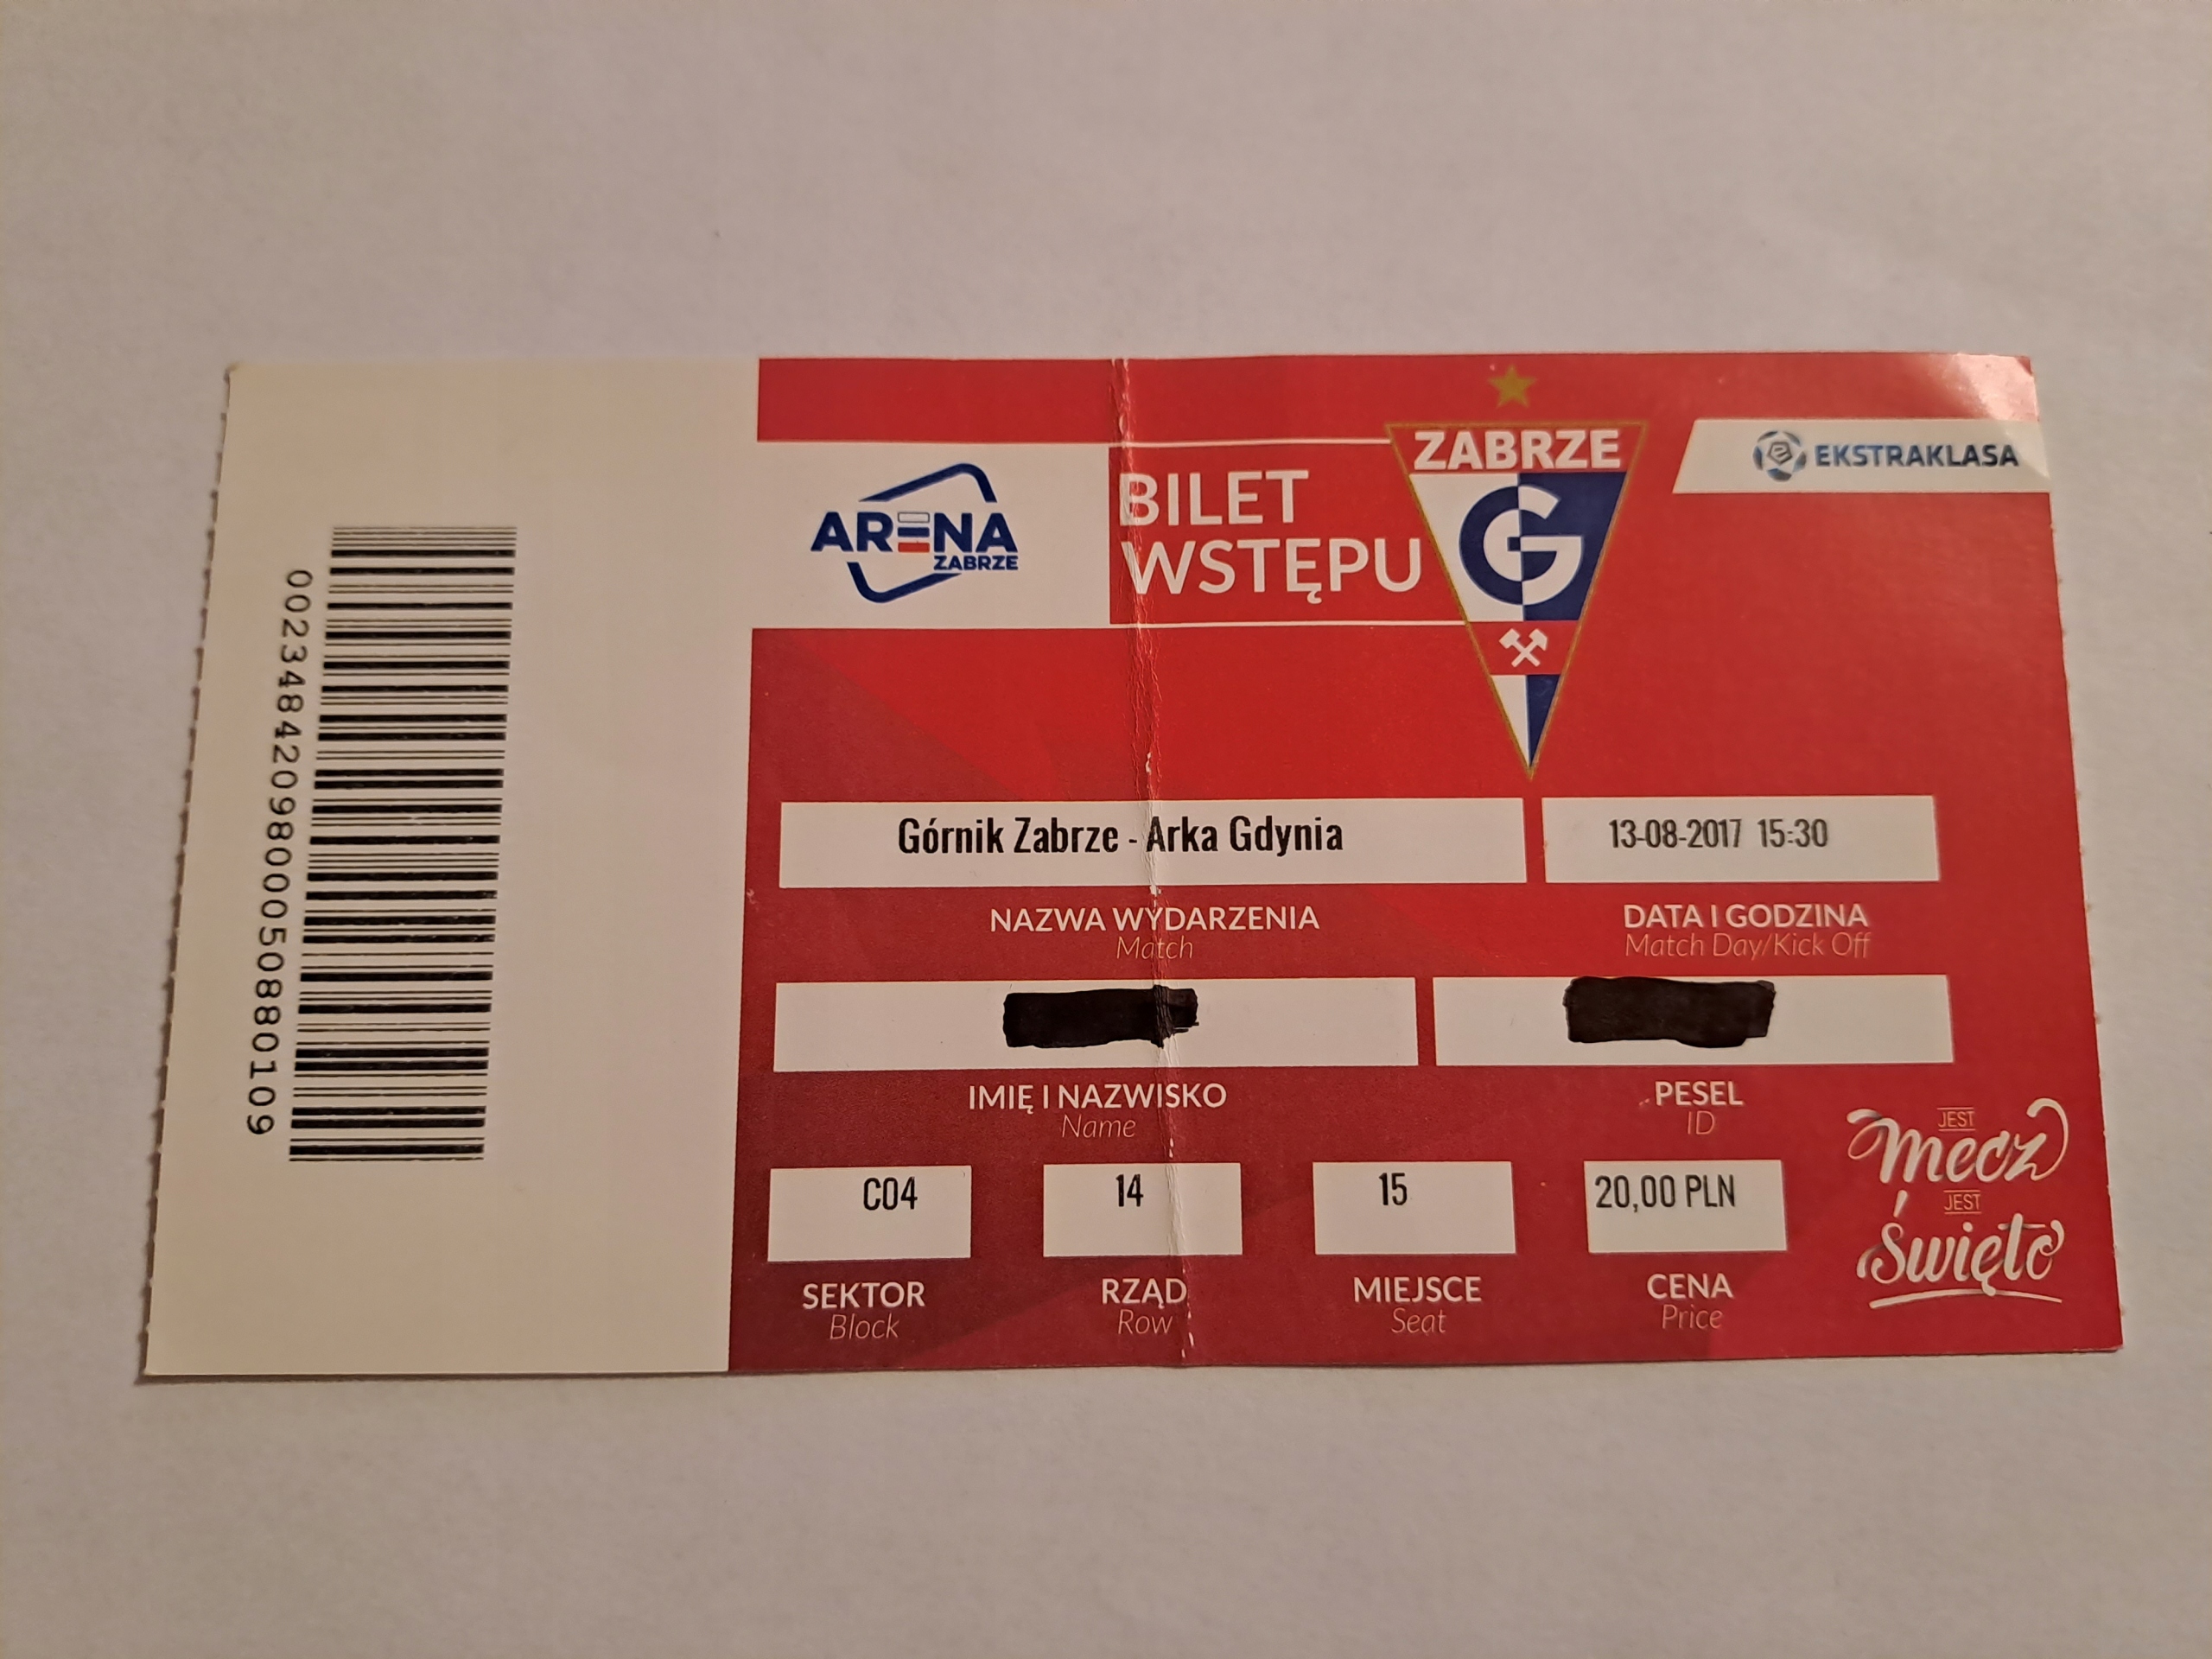 0023484209800050880109
ARENA
ZABRZE
BILET
WSTĘPU
ZABRZE
G
EKSTRAKLASA
Górnik Zabrze - Arka Gdynia
13-08-2017 15:30
NAZWA WYDARZENIA
Match
DATA I GODZINA
Match Day/Kick Off
IMIĘ I NAZWISKO
Name
PESEL
ID
C04
14
15
20,00 PLN
SEKTOR
Block
RZĄD
Row
MIEJSCE
Seat
CENA
Price
JEST
mecz
JEST
Święto